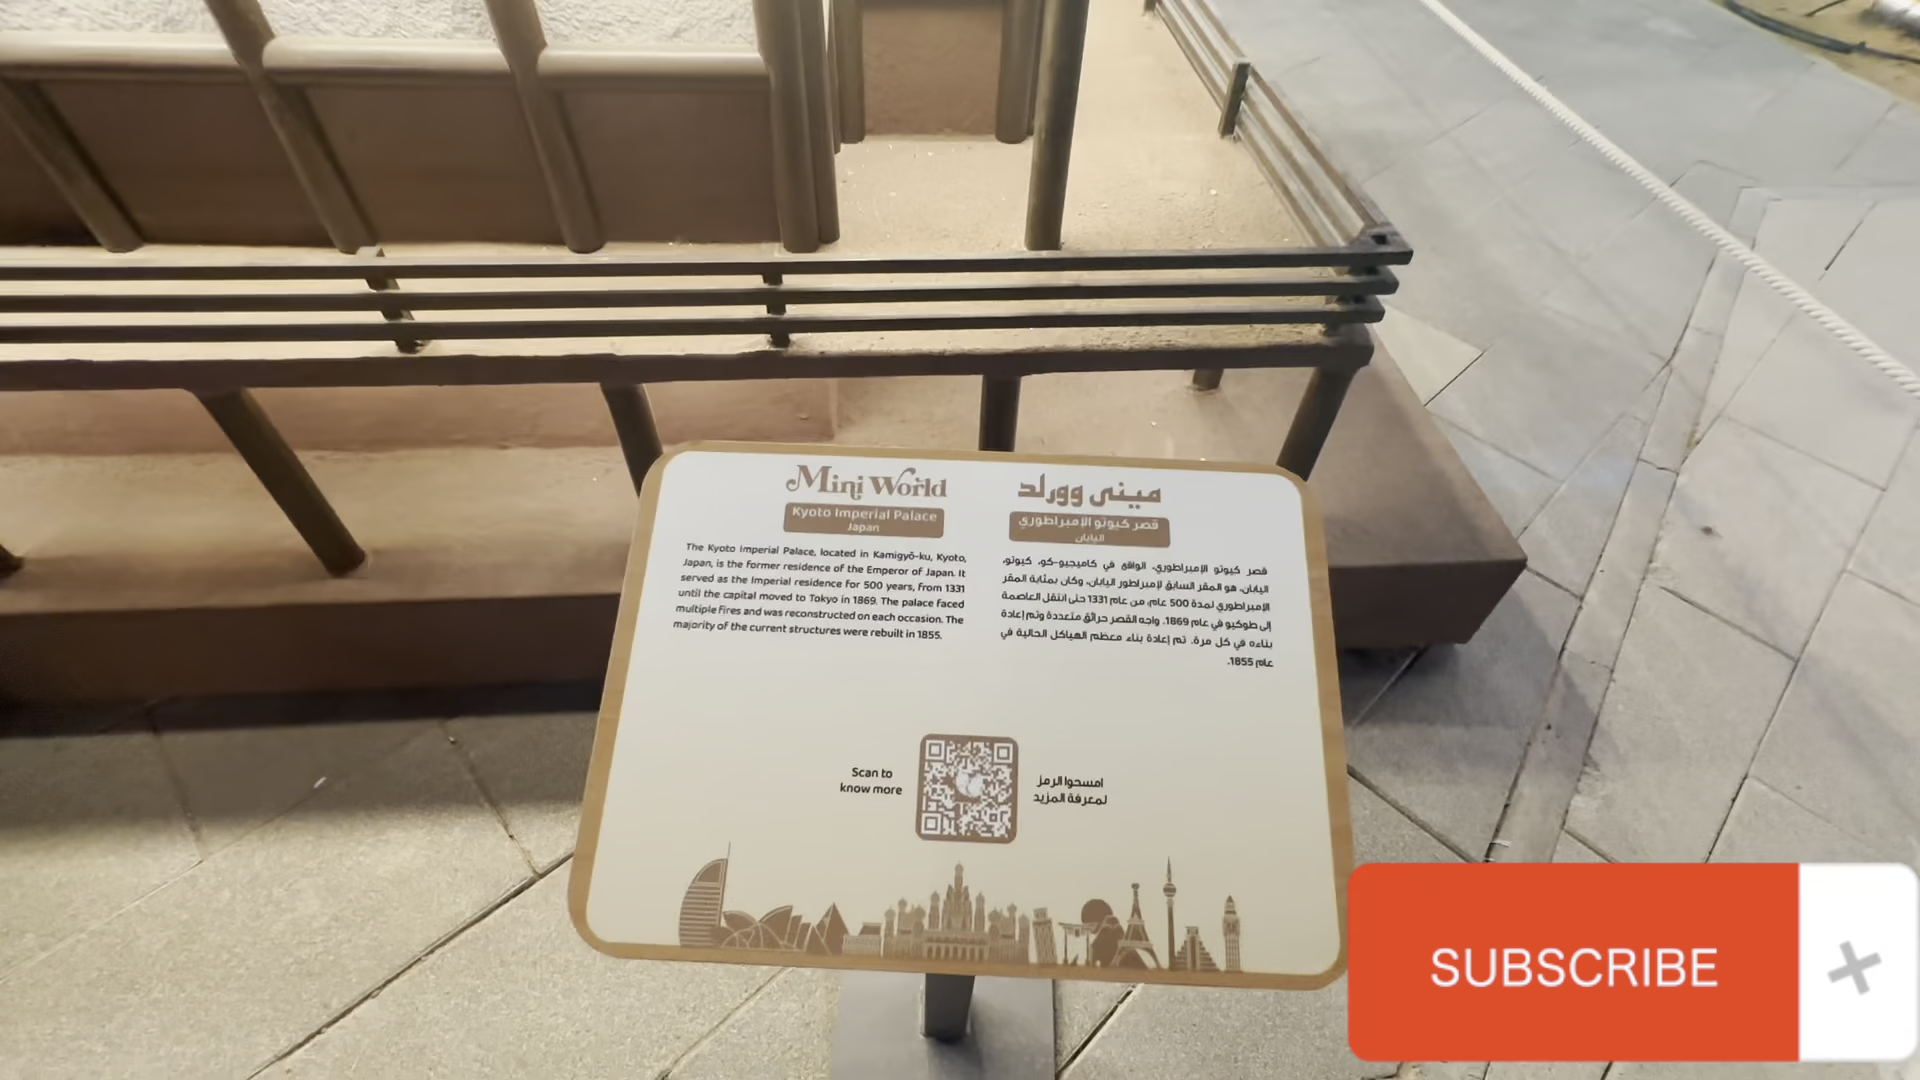 Mini World
Kyoto Imperial Palace
Japan
The Kyoto Imperial Palace, located in Kamigyō-ku, Kyoto,
Japan, is the former residence of the Emperor of Japan. It
served as the Imperial residence for 500 years, from 1331
until the capital moved to Tokyo in 1869. The palace faced
multiple fires and was reconstructed on each occasion. The
majority of the current structures were rebuilt in 1855.
ميني وورلد
قصر كيوتو الإمبراطوري
اليابان
قصر كيوتو الإمبراطوري، الواقع في كاميجيو-كو، كيوتو،
اليابان، هو المقر السابق لإمبراطور اليابان، وكان بمثابة المقر
الإمبراطوري لمدة 500 عام، من عام 1331 حتى انتقل العاصمة
إلى طوكيو في عام 1869. واجه القصر حرائق متعددة وتم إعادة
بناءه في كل مرة. تم إعادة بناء معظم الهياكل الحالية في
عام 1855.
Scan to
know more
امسحوا الرمز
لمعرفة المزيد
SUBSCRIBE